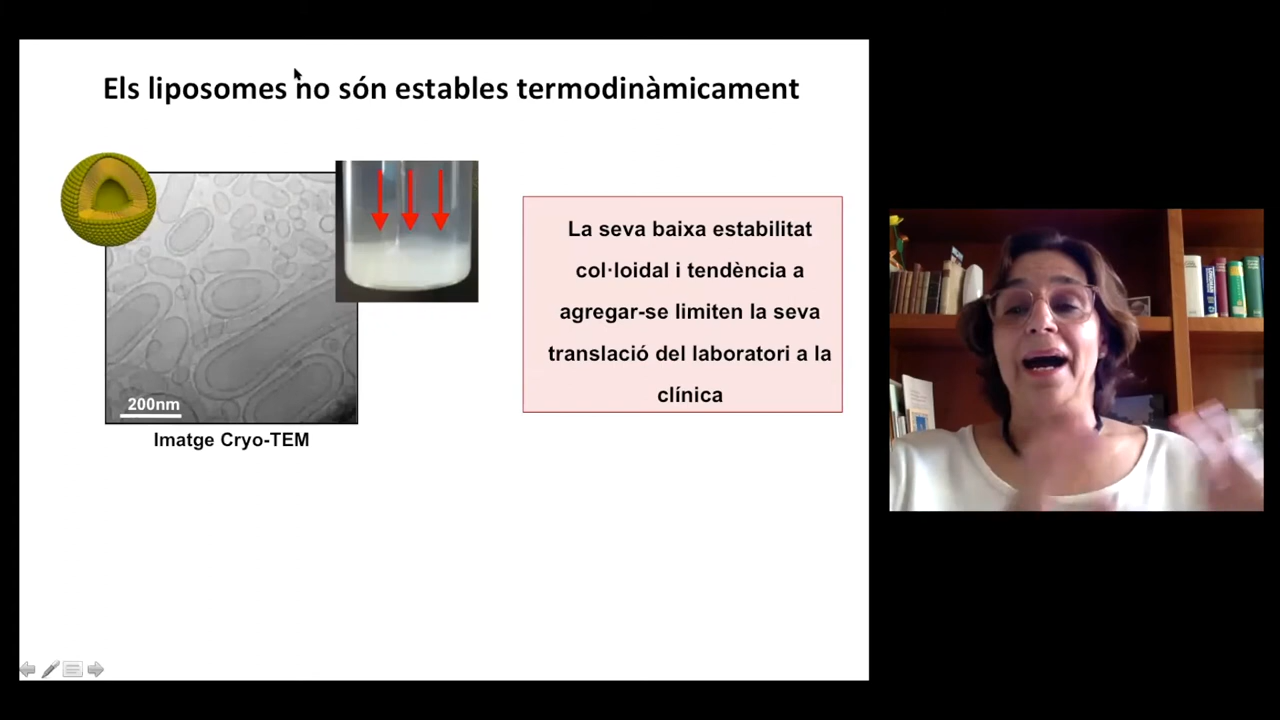 Els liposomes no són estables termodinàmicament
200nm
Imatge Cryo-TEM
La seva baixa estabilitat
col·loidal i tendència a
agregar-se limiten la seva
translació del laboratori a la
clínica